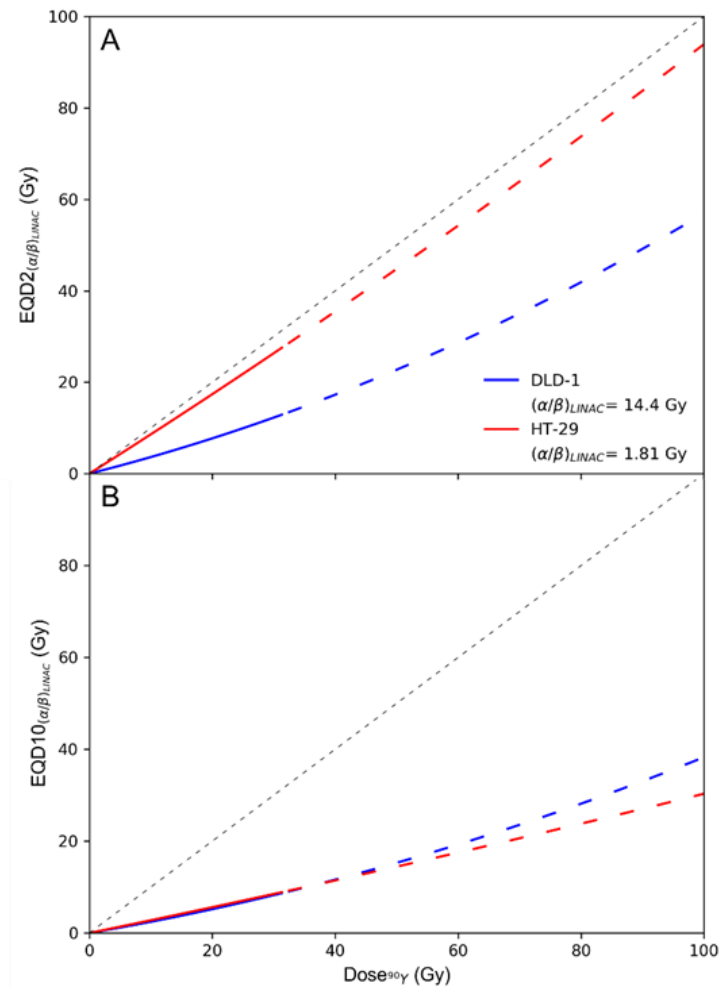 A
100
80
60
40
20
0
EQD2(α/β)LINAC (Gy)
DLD-1
(α/β)LINAC= 14.4 Gy
HT-29
(α/β)LINAC= 1.81 Gy
B
80
60
40
20
0
EQD10(α/β)LINAC (Gy)
0 20 40 60 80 100
Dose90Y (Gy)